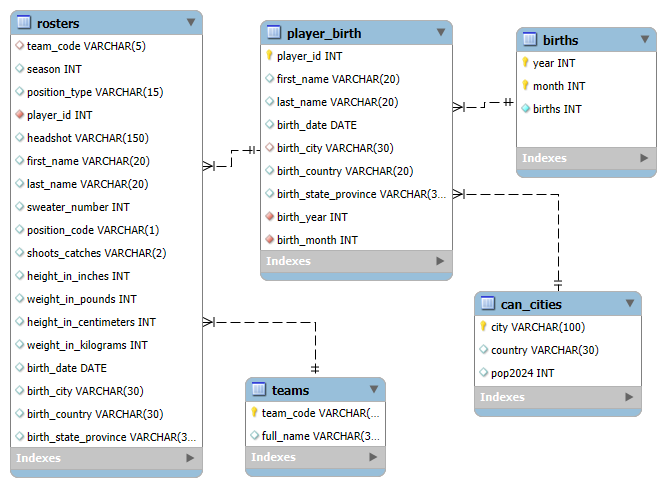 rosters
team_code VARCHAR(5)
season INT
position_type VARCHAR(15)
player_id INT
headshot VARCHAR(150)
first_name VARCHAR(20)
last_name VARCHAR(20)
sweater_number INT
position_code VARCHAR(1)
shoots_catches VARCHAR(2)
height_in_inches INT
weight_in_pounds INT
height_in_centimeters INT
weight_in_kilograms INT
birth_date DATE
birth_city VARCHAR(30)
birth_country VARCHAR(30)
birth_state_province VARCHAR(3...
Indexes
player_birth
player_id INT
first_name VARCHAR(20)
last_name VARCHAR(20)
birth_date DATE
birth_city VARCHAR(30)
birth_country VARCHAR(20)
birth_state_province VARCHAR(3...
birth_year INT
birth_month INT
Indexes
births
year INT
month INT
births INT
Indexes
can_cities
city VARCHAR(100)
country VARCHAR(30)
pop2024 INT
Indexes
teams
team_code VARCHAR(...
full_name VARCHAR(3...
Indexes